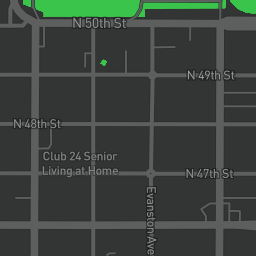 N 50th St
N 49th St
N 48th St
Club 24 Senior
Living at Home
N 47th St
Evanston Ave